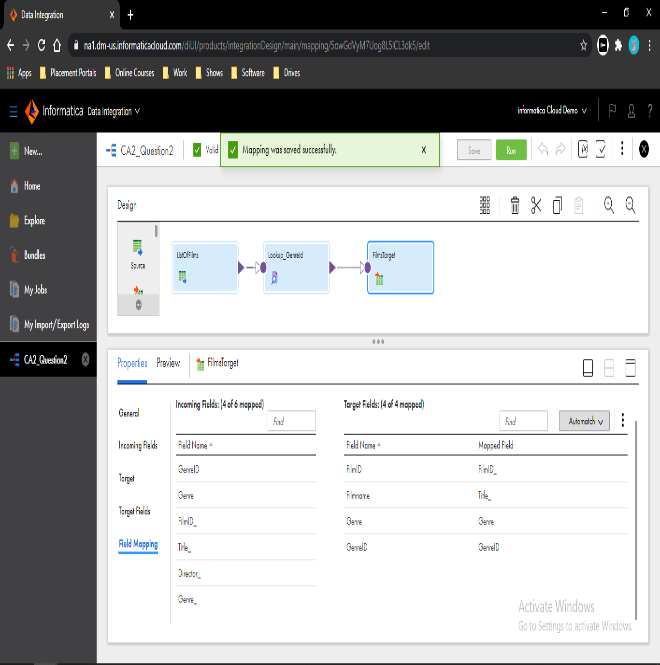 Data Integration
na1.dm-us.informaticacloud.com/diUI/products/integrationDesign/main/mapping/5owGdVyM7Uog8L5lCL3ok5/edit
Apps Placement Portals Online Courses Work Shows Software Drives
Informatica Data Integration
informatica Cloud Demo
New...
Home
Explore
Bundles
My Jobs
My Import/Export Logs
CA2_Question2
CA2_Question2 Valid Mapping was saved successfully. x Save Run
Design
Source
ListOfFilms
Lookup_GenreId
FilmsTarget
Properties Preview FilmsTarget
General
Incoming Fields
Target
Target Fields
Field Mapping
Incoming Fields: (4 of 6 mapped)
Find
Field Name
GenreID
Genre
FilmID_
Title_
Director_
Genre_
Target Fields: (4 of 4 mapped)
Find Automatch
Field Name Mapped Field
FilmID FilmID_
Filmname Title_
Genre Genre
GenreID GenreID
Activate Windows
Go to Settings to activate Windows.